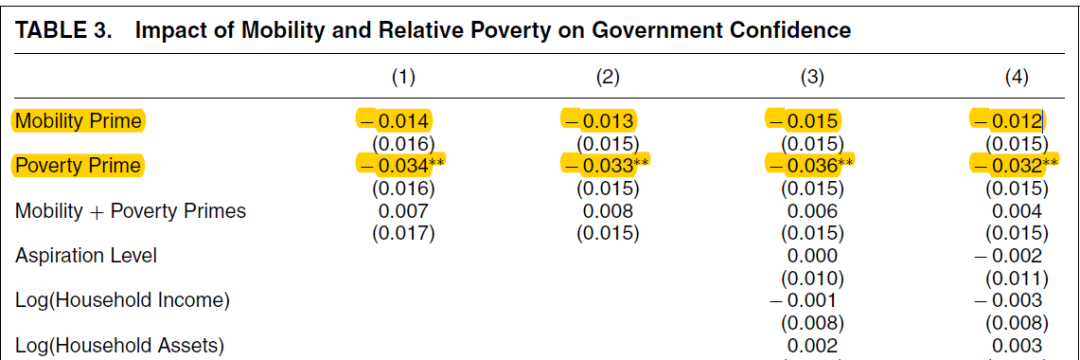 TABLE 3. Impact of Mobility and Relative Poverty on Government Confidence
(1) (2) (3) (4)
Mobility Prime − 0.014 − 0.013 − 0.015 − 0.012
(0.016) (0.015) (0.015) (0.015)
Poverty Prime − 0.034** − 0.033** − 0.036** − 0.032**
(0.016) (0.015) (0.015) (0.015)
Mobility + Poverty Primes 0.007 0.008 0.006 0.004
(0.017) (0.015) (0.015) (0.015)
Aspiration Level 0.000 − 0.002
(0.010) (0.011)
Log(Household Income) − 0.001 − 0.003
(0.008) (0.008)
Log(Household Assets) 0.002 0.003